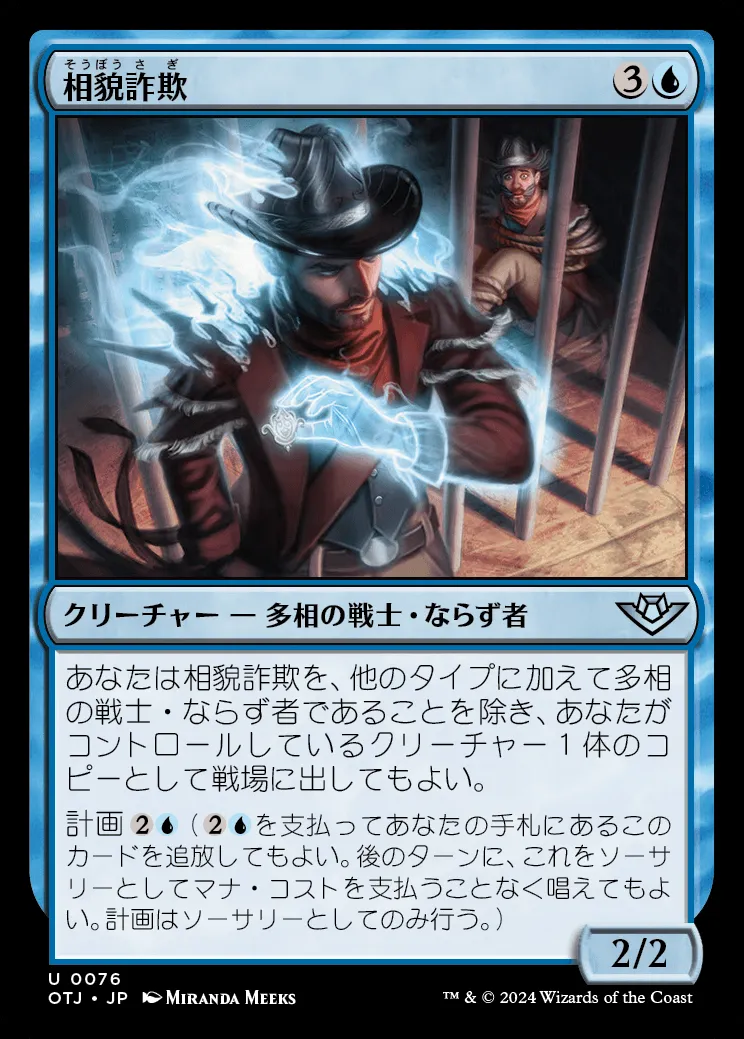 そうぼうさぎ
相貌詐欺
3
クリーチャー — 多相の戦士・ならず者
あなたは相貌詐欺を、他のタイプに加えて多相
の戦士・ならず者であることを除き、あなたが
コントロールしているクリーチャー1体のコ
ピーとして戦場に出してもよい。
計画 2 ( 2 を支払ってあなたの手札にあるこの
カードを追放してもよい。後のターンに、これをソーサ
リーとしてマナ・コストを支払うことなく唱えてもよ
い。計画はソーサリーとしてのみ行う。)
2/2
U 0076
OTJ • JP Miranda Meeks
™ & © 2024 Wizards of the Coast